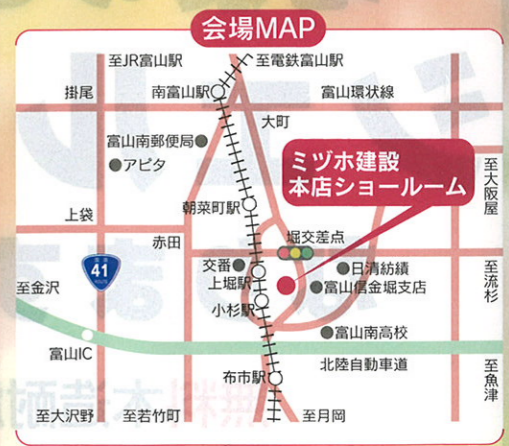 会場MAP
至JR富山駅
至電鉄富山駅
掛尾
南富山駅
富山環状線
大町
富山南郵便局
アピタ
ミヅホ建設
本店ショールーム
至大阪屋
朝菜町駅
上袋
赤田
堀交差点
国道
41
ROUTE
交番
日清紡績
上堀駅
富山信金堀支店
至流杉
至金沢
小杉駅
富山南高校
富山IC
北陸自動車道
布市駅
至魚津
至大沢野
至若竹町
至月岡